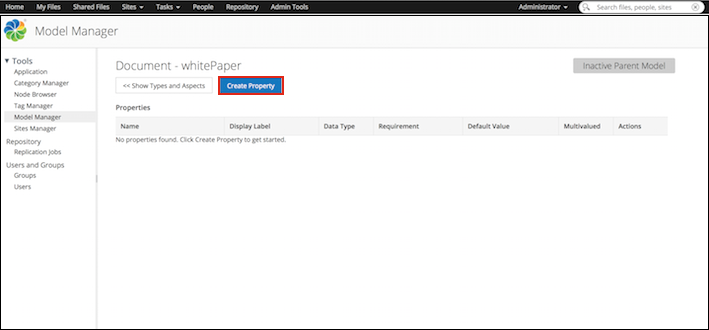 Home My Files Shared Files Sites Tasks People Repository Admin Tools Administrator Search files, people, sites
Model Manager
Tools
Application
Category Manager
Node Browser
Tag Manager
Model Manager
Sites Manager
Repository
Replication Jobs
Users and Groups
Groups
Users
Document - whitePaper
Inactive Parent Model
<< Show Types and Aspects Create Property
Properties
Name Display Label Data Type Requirement Default Value Multivalued Actions
No properties found. Click Create Property to get started.